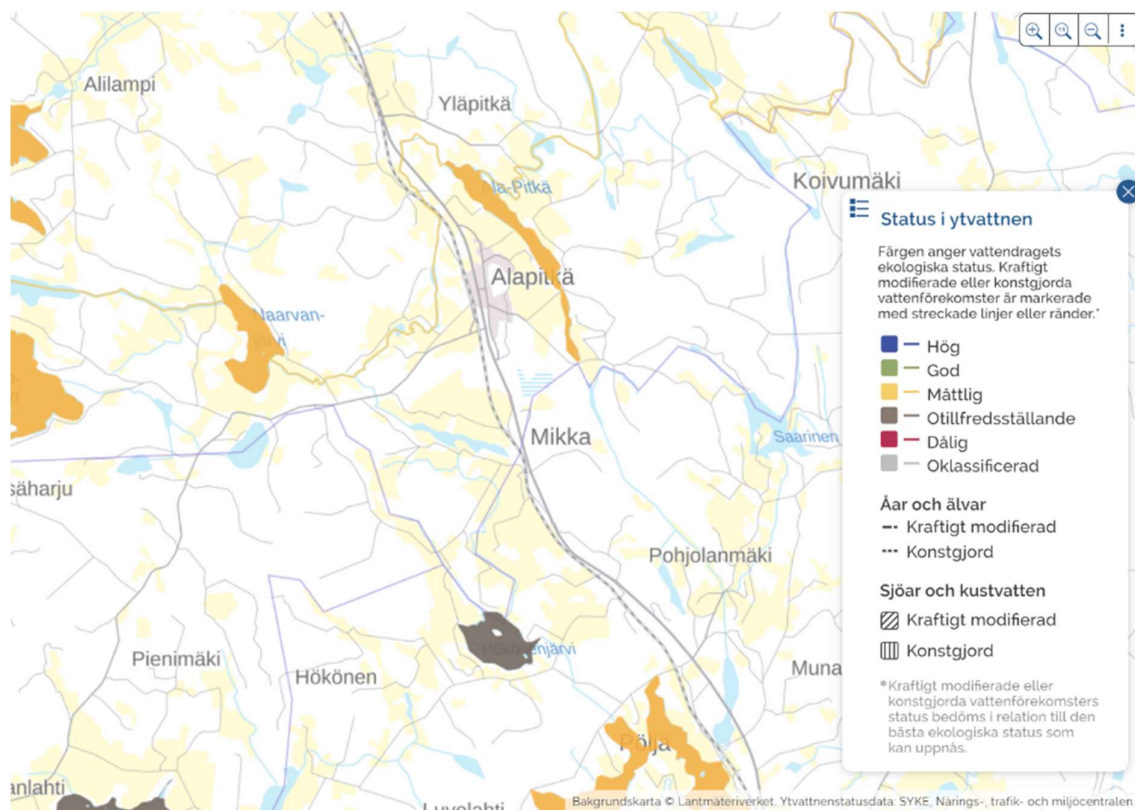 Alilampi
Yläpitkä
Koivumäki
Na-Pitkä
Alapitkä
Naarvan-
järvi
Mikka
Saarinen
säharju
Pohjolanmäki
Hökösenjärvi
Pienimäki
Hökönen
Muna
Pöljä
anlahti
Luvelahti
Status i ytvattnen
Färgen anger vattendragets
ekologiska status. Kraftigt
modifierade eller konstgjorda
vattenförekomster är markerade
med streckade linjer eller ränder.*
Hög
God
Måttlig
Otillfredsställande
Dålig
Oklassificerad
Åar och älvar
Kraftigt modifierad
Konstgjord
Sjöar och kustvatten
Kraftigt modifierad
Konstgjord
*Kraftigt modifierade eller
konstgjorda vattenförekomsters
status bedöms i relation till den
bästa ekologiska status som
kan uppnås.
Bakgrundskarta © Lantmäteriverket. Ytvattnenstatusdata: SYKE, Närings-, trafik- och miljöcentralen